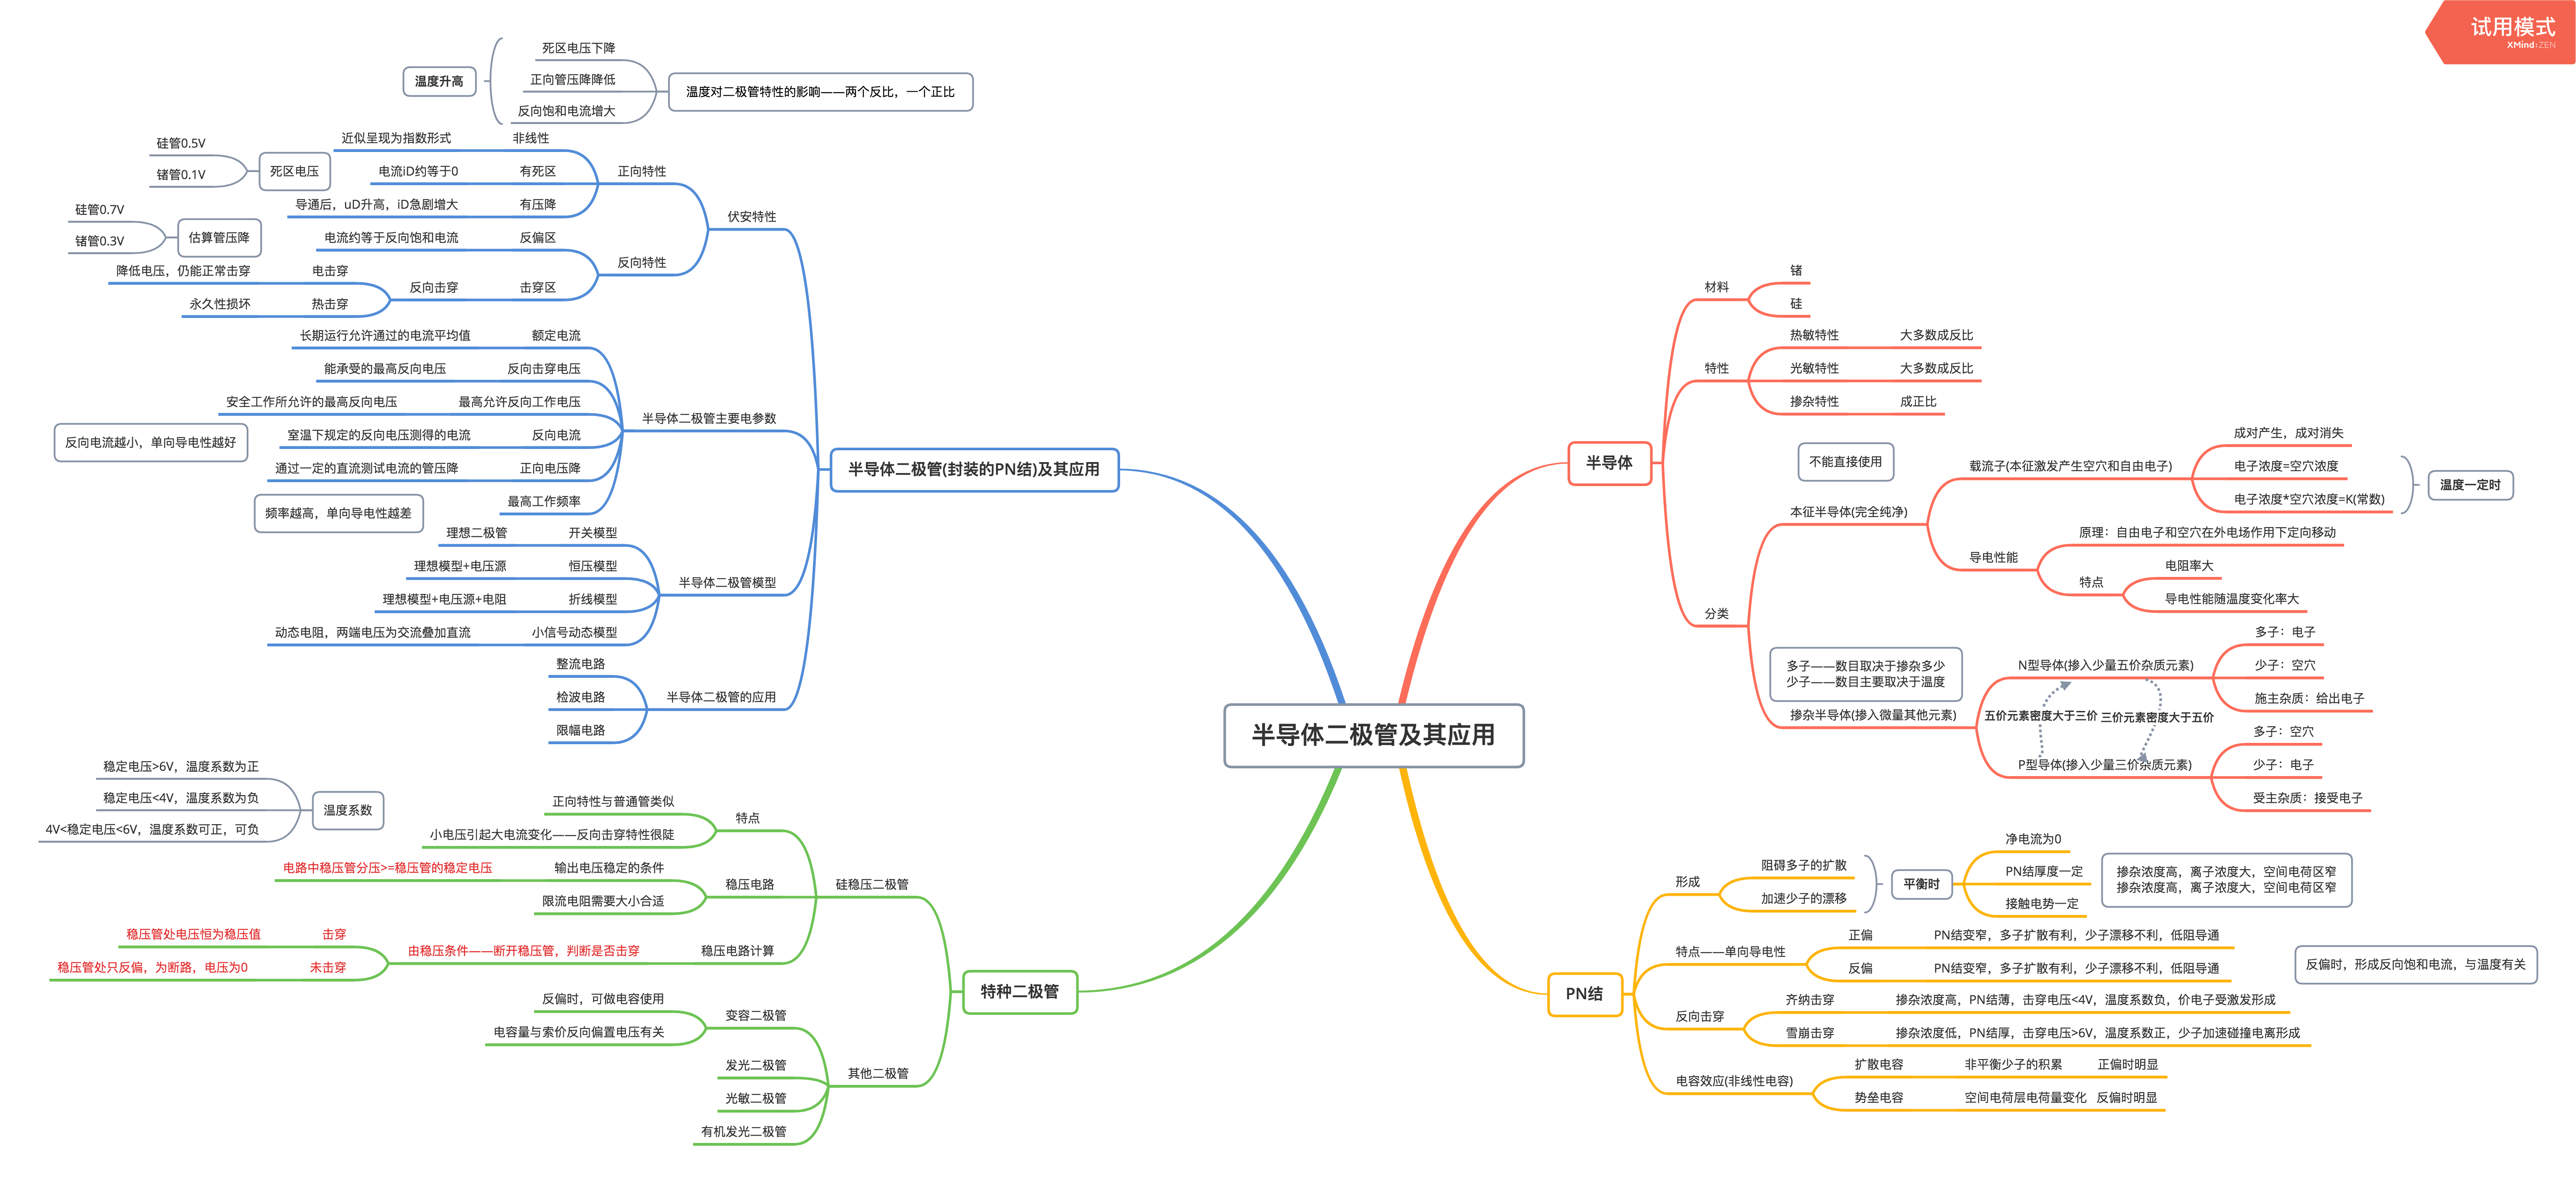 试用模式
XMind:ZEN
半导体二极管及其应用
半导体二极管(封装的PN结)及其应用
温度对二极管特性的影响——两个反比，一个正比
死区电压下降
正向管压降降低
反向饱和电流增大
温度升高
伏安特性
正向特性
非线性
近似呈现为指数形式
有死区
电流iD约等于0
死区电压
硅管0.5V
锗管0.1V
有压降
导通后，uD升高，iD急剧增大
估算管压降
硅管0.7V
锗管0.3V
反向特性
反偏区
电流约等于反向饱和电流
击穿区
反向击穿
电击穿
降低电压，仍能正常击穿
热击穿
永久性损坏
半导体二极管主要电参数
额定电流
长期运行允许通过的电流平均值
反向击穿电压
能承受的最高反向电压
最高允许反向工作电压
安全工作所允许的最高反向电压
反向电流
室温下规定的反向电压测得的电流
反向电流越小，单向导电性越好
正向电压降
通过一定的直流测试电流的管压降
最高工作频率
频率越高，单向导电性越差
半导体二极管模型
开关模型
理想二极管
恒压模型
理想模型+电压源
折线模型
理想模型+电压源+电阻
小信号动态模型
动态电阻，两端电压为交流叠加直流
半导体二极管的应用
整流电路
检波电路
限幅电路
特种二极管
硅稳压二极管
特点
正向特性与普通管类似
小电压引起大电流变化——反向击穿特性很陡
温度系数
稳定电压>6V，温度系数为正
稳定电压<4V，温度系数为负
4V<稳定电压<6V，温度系数可正，可负
稳压电路
输出电压稳定的条件
电路中稳压管分压>=稳压管的稳定电压
限流电阻需要大小合适
稳压电路计算
由稳压条件——断开稳压管，判断是否击穿
击穿
稳压管处电压恒为稳压值
未击穿
稳压管处只反偏，为断路，电压为0
其他二极管
变容二极管
反偏时，可做电容使用
电容量与索价反向偏置电压有关
发光二极管
光敏二极管
有机发光二极管
半导体
材料
锗
硅
特性
热敏特性
大多数成反比
光敏特性
大多数成反比
掺杂特性
成正比
分类
不能直接使用
本征半导体(完全纯净)
载流子(本征激发产生空穴和自由电子)
成对产生，成对消失
电子浓度=空穴浓度
电子浓度*空穴浓度=K(常数)
温度一定时
导电性能
原理：自由电子和空穴在外电场作用下定向移动
特点
电阻率大
导电性能随温度变化率大
多子——数目取决于掺杂多少
少子——数目主要取决于温度
掺杂半导体(掺入微量其他元素)
N型导体(掺入少量五价杂质元素)
多子：电子
少子：空穴
施主杂质：给出电子
五价元素密度大于三价
三价元素密度大于五价
P型导体(掺入少量三价杂质元素)
多子：空穴
少子：电子
受主杂质：接受电子
PN结
形成
阻碍多子的扩散
加速少子的漂移
平衡时
净电流为0
PN结厚度一定
接触电势一定
掺杂浓度高，离子浓度大，空间电荷区窄
掺杂浓度高，离子浓度大，空间电荷区窄
特点——单向导电性
正偏
PN结变窄，多子扩散有利，少子漂移不利，低阻导通
反偏
PN结变窄，多子扩散有利，少子漂移不利，低阻导通
反偏时，形成反向饱和电流，与温度有关
反向击穿
齐纳击穿
掺杂浓度高，PN结薄，击穿电压<4V，温度系数负，价电子受激发形成
雪崩击穿
掺杂浓度低，PN结厚，击穿电压>6V，温度系数正，少子加速碰撞电离形成
电容效应(非线性电容)
扩散电容
非平衡少子的积累
正偏时明显
势垒电容
空间电荷层电荷量变化
反偏时明显